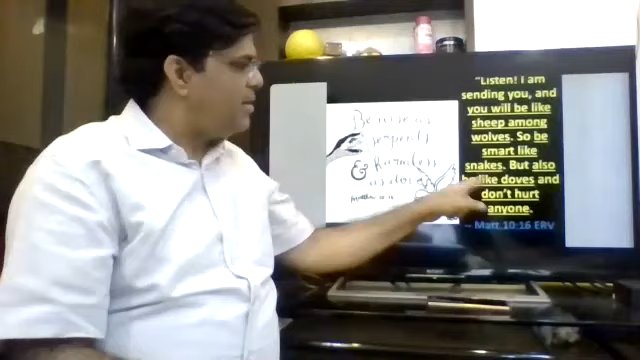 Be wise as
serpents
& Harmless
as doves
"Listen! I am
sending you, and
you will be like
sheep among
wolves. So be
smart like
snakes. But also
be like doves and
don't hurt
anyone.
-- Matt.10:16 ERV
SONY